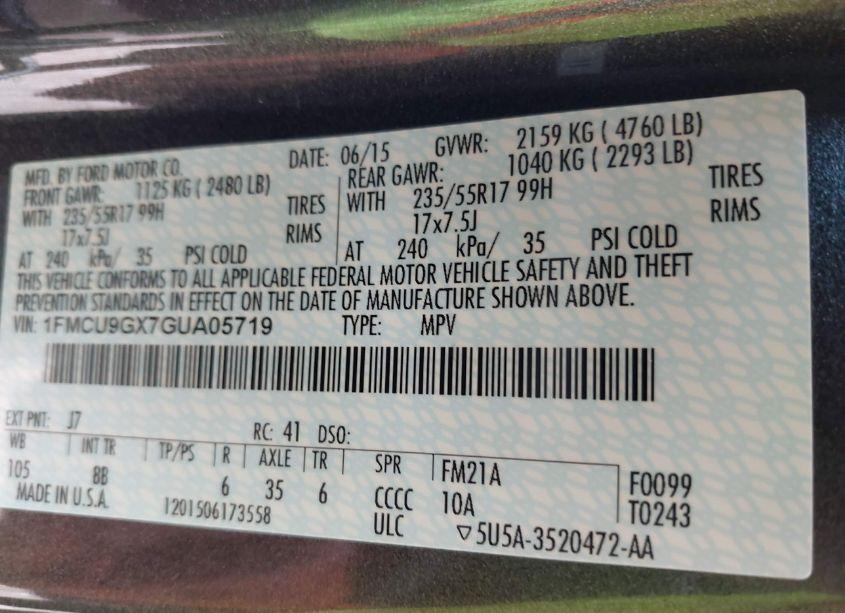 MFD. BY FORD MOTOR CO. DATE: 06/15 GVWR: 2159 KG ( 4760 LB)
FRONT GAWR: 1125 KG ( 2480 LB) REAR GAWR: 1040 KG ( 2293 LB)
WITH 235/55R17 99H TIRES WITH 235/55R17 99H TIRES
17x7.5J RIMS 17x7.5J RIMS
AT 240 kPa/ 35 PSI COLD AT 240 kPa/ 35 PSI COLD
THIS VEHICLE CONFORMS TO ALL APPLICABLE FEDERAL MOTOR VEHICLE SAFETY AND THEFT
PREVENTION STANDARDS IN EFFECT ON THE DATE OF MANUFACTURE SHOWN ABOVE.
VIN: 1FMCU9GX7GUA05719 TYPE: MPV
EXT PNT: J7 RC: 41 DSO:
WB INT TR TP/PS R AXLE TR SPR FM21A F0099
105 8B 6 35 6 CCCC 10A T0243
MADE IN U.S.A. 1201506173558 ULC ▽5U5A-3520472-AA